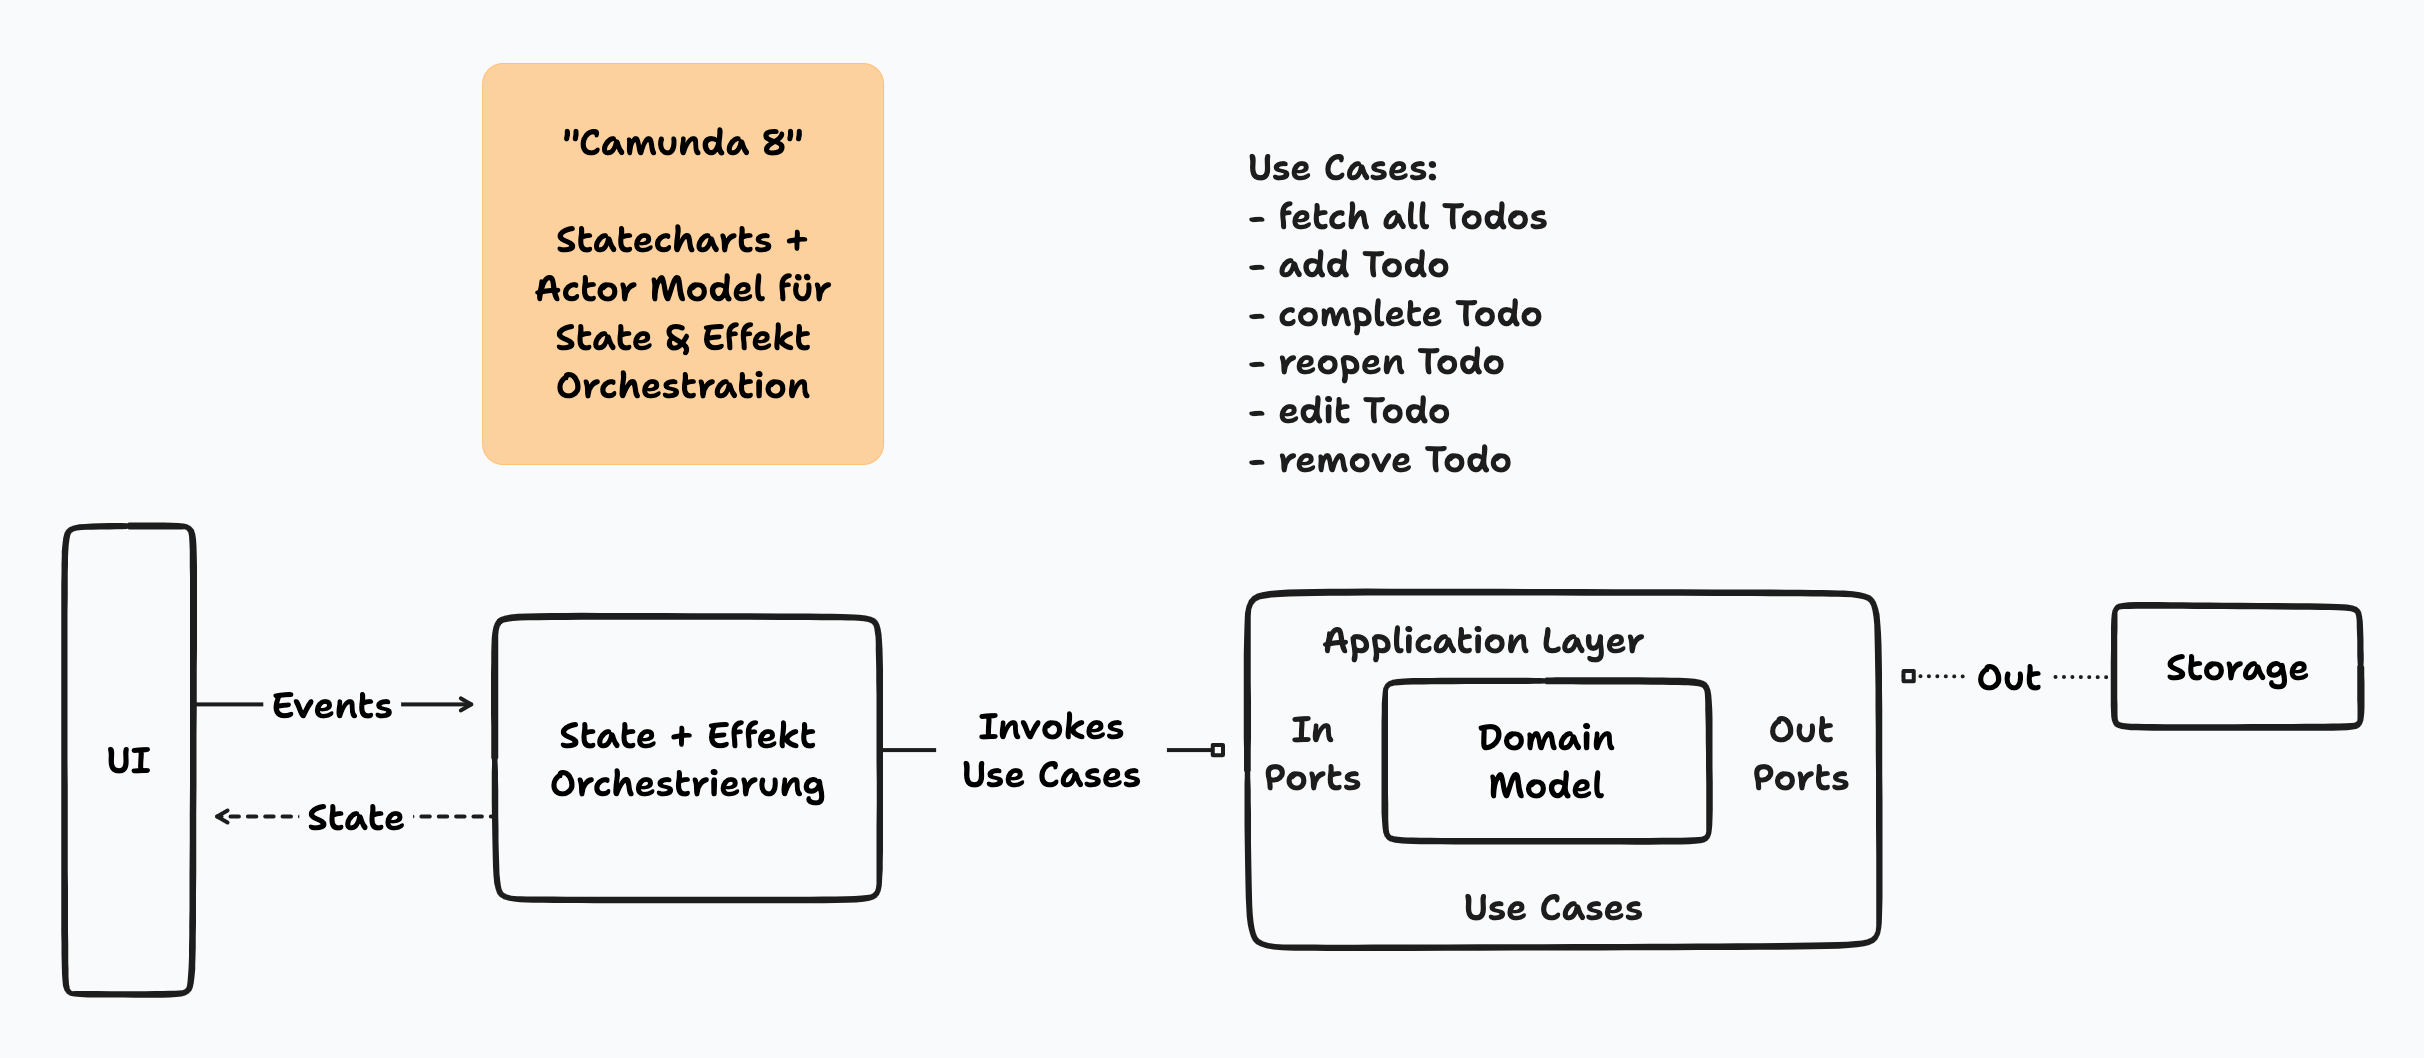 "Camunda 8"
Statecharts +
Actor Model für
State & Effekt
Orchestration
Use Cases:
- fetch all Todos
- add Todo
- complete Todo
- reopen Todo
- edit Todo
- remove Todo
UI
Events
State
State + Effekt
Orchestrierung
Invokes
Use Cases
Application Layer
In
Ports
Domain
Model
Out
Ports
Use Cases
Out
Storage